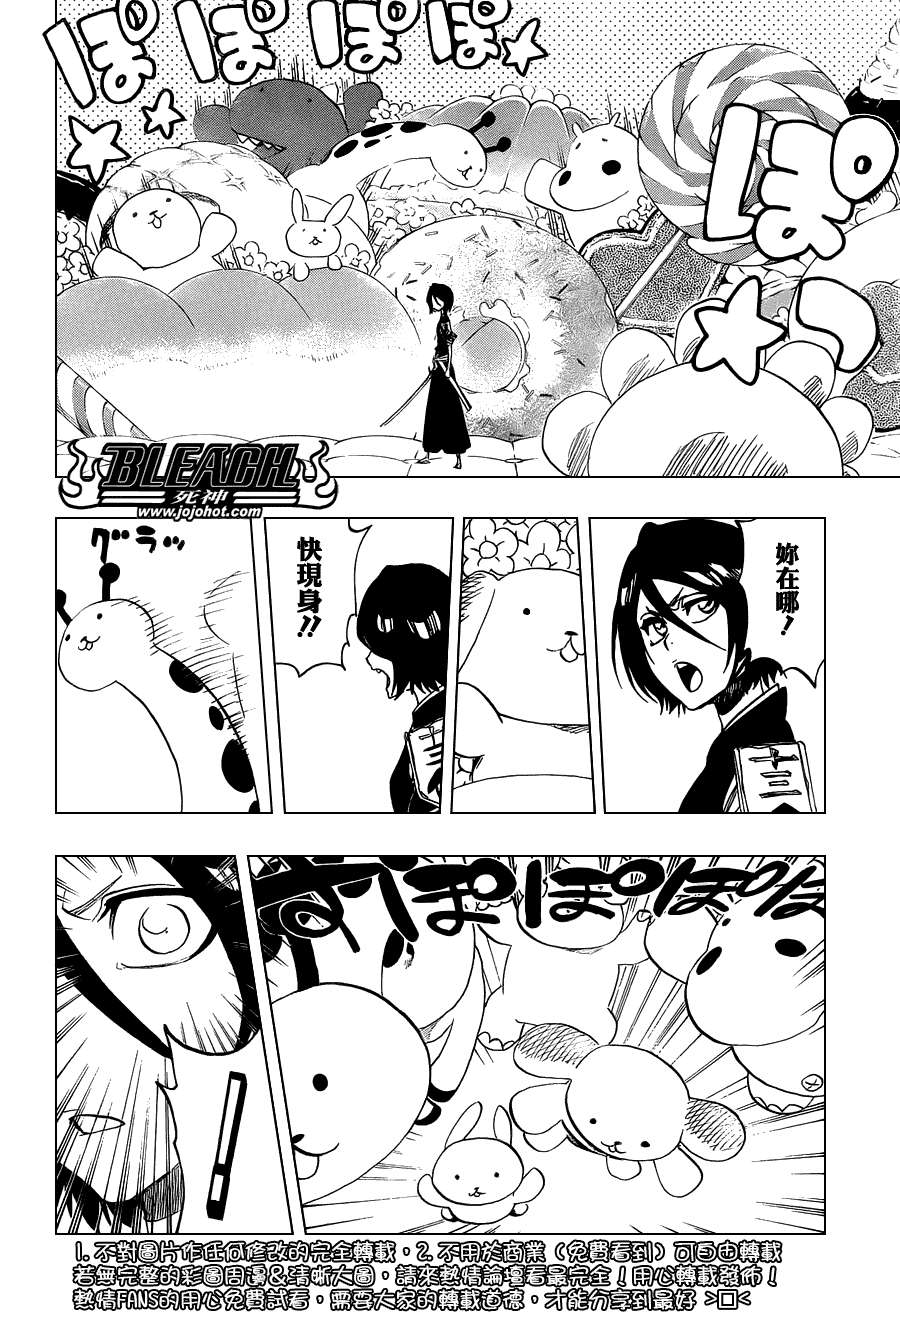 ぽぽぽぽ
ぽっ
BLEACH
死神
www.jojohot.com
妳在哪！
十三
快現身!!
グラッ
ぽぽぽぽ
！
1. 不對圖片作任何修改的完全轉載，2. 不用於商業（免費看到）可自由轉載
若無完整的彩圖周漫&清晰大圖，請來熱情論壇看最完全！用心轉載發佈！
熱情FANS的用心免費試看，需要大家的轉載道德，才能分享到最好 >口<